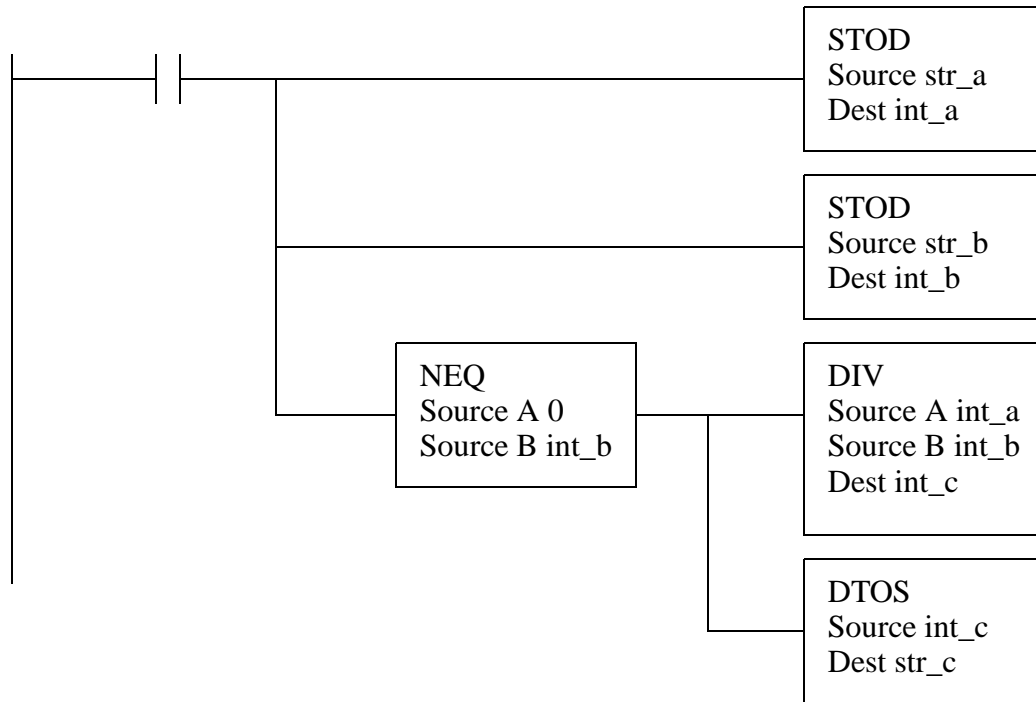 STOD
Source str_a
Dest int_a
STOD
Source str_b
Dest int_b
NEQ
Source A 0
Source B int_b
DIV
Source A int_a
Source B int_b
Dest int_c
DTOS
Source int_c
Dest str_c